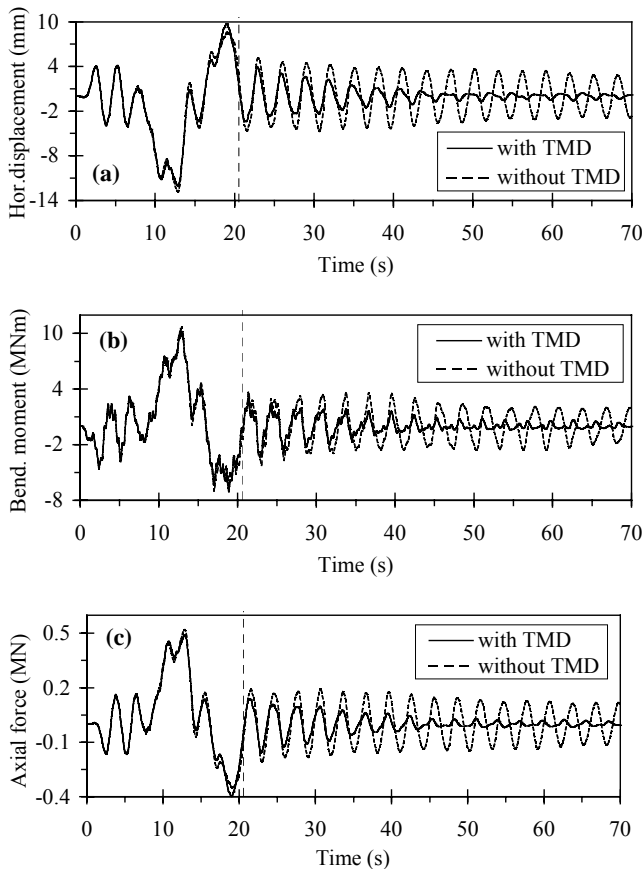 10
4
-2
-8
-14
Hor.displacement (mm)
(a)
with TMD
without TMD
0 10 20 30 40 50 60 70
Time (s)
10
4
-2
-8
Bend. moment (MNm)
(b)
with TMD
without TMD
0 10 20 30 40 50 60 70
Time (s)
0.5
0.2
-0.1
-0.4
Axial force (MN)
(c)
with TMD
without TMD
0 10 20 30 40 50 60 70
Time (s)